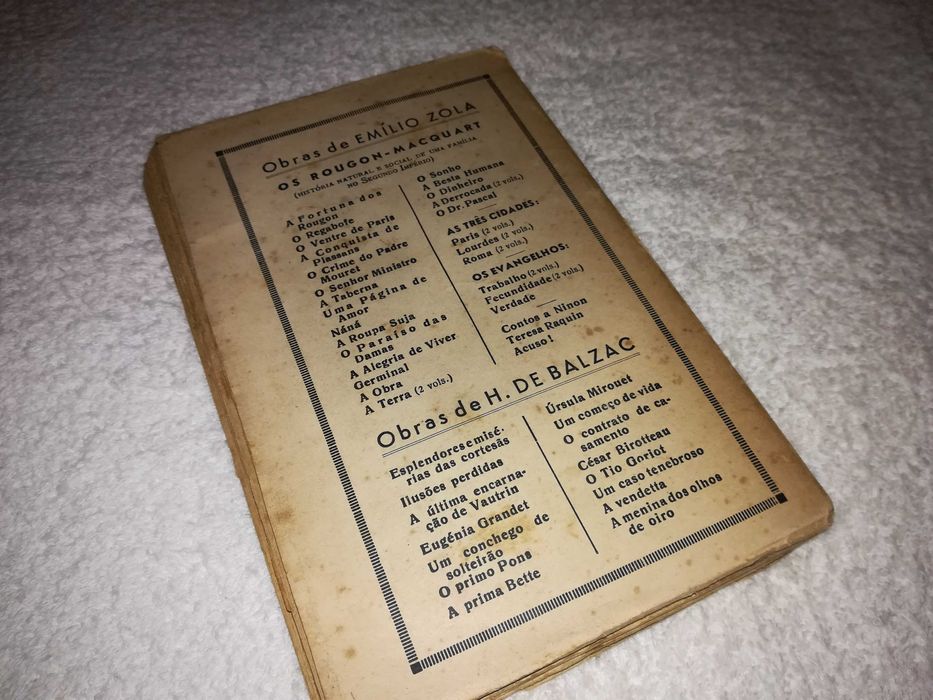 Obras de EMÍLIO ZOLA
OS ROUGON-MACQUART
(HISTÓRIA NATURAL E SOCIAL DE UMA FAMÍLIA
NO SEGUNDO IMPÉRIO)
A Fortuna dos
Rougon
O Regabofe
O Ventre de Paris
A Conquista de
Plassans
O Crime do Padre
Mouret
O Senhor Ministro
A Taberna
Uma Página de
Amor
Náná
A Roupa Suja
O Paraíso das
Damas
A Alegria de Viver
Germinal
A Obra
A Terra (2 vols.)
O Sonho
A Besta Humana
O Dinheiro
A Derrocada (2 vols.)
O Dr. Pascal
AS TRÊS CIDADES:
Paris (2 vols.)
Lourdes (2 vols.)
Roma (2 vols.)
OS EVANGELHOS:
Trabalho (2 vols.)
Fecundidade (2 vols.)
Verdade
Contos a Ninon
Teresa Raquin
Acuso!
Obras de H. DE BALZAC
Esplendores e misé-
rias das cortesãs
Ilusões perdidas
A última encarna-
ção de Vautrin
Eugénia Grandet
Um conchego de
solteirão
O primo Pons
A prima Bette
Úrsula Mirouet
Um começo de vida
O contrato de ca-
samento
César Birotteau
O Tio Goriot
Um caso tenebroso
A vendetta
A menina dos olhos
de oiro